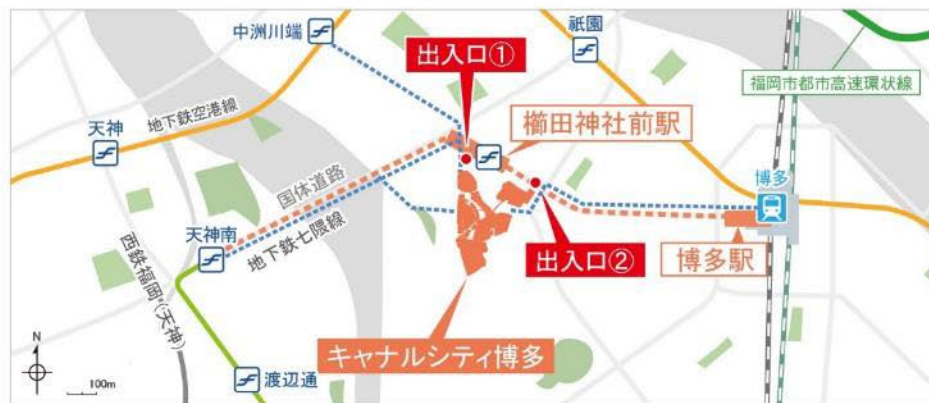 中洲川端
祇園
出入口①
福岡市都市高速環状線
地下鉄空港線
天神
櫛田神社前駅
国体道路
博多
天神南
地下鉄七隈線
出入口②
博多駅
西鉄福岡(天神)
キャナルシティ博多
N
100m
渡辺通